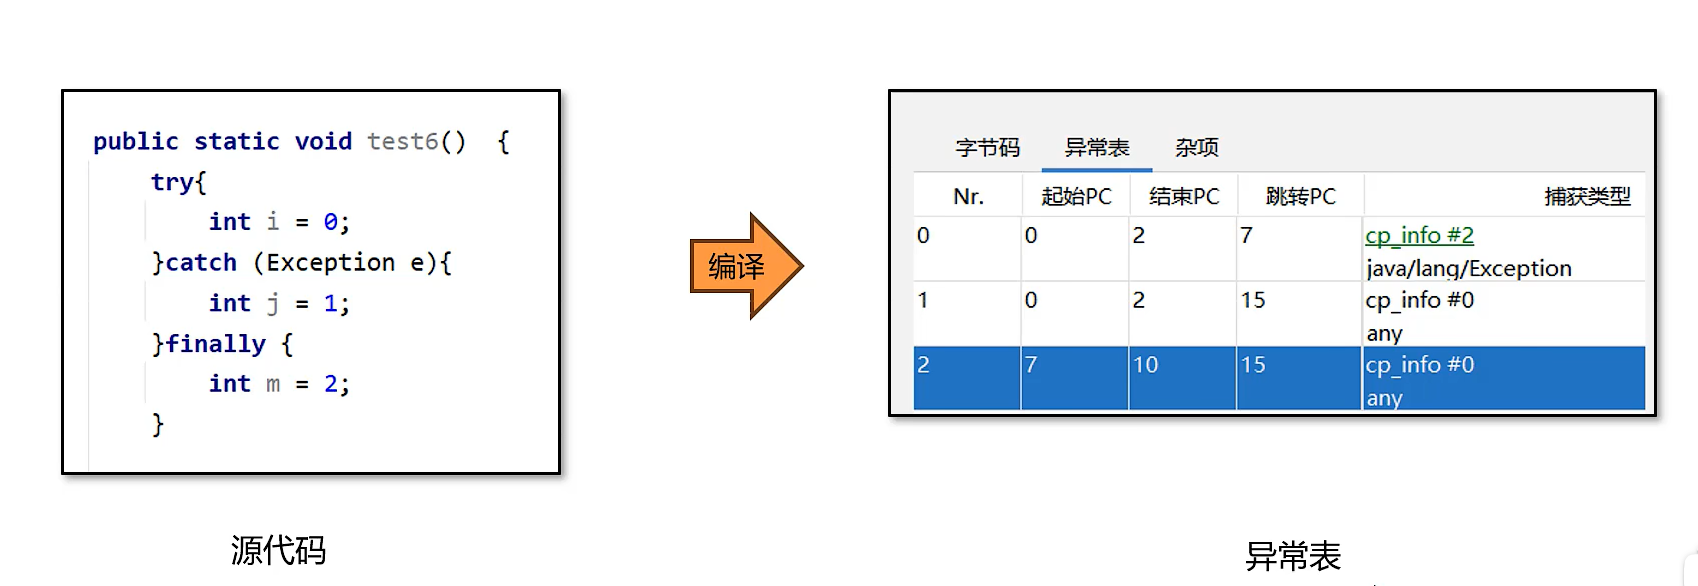 public static void test6() {
try{
int i = 0;
}catch (Exception e){
int j = 1;
}finally {
int m = 2;
}
源代码
编译
字节码 异常表 杂项
Nr. 起始PC 结束PC 跳转PC 捕获类型
0 0 2 7 cp_info #2
java/lang/Exception
1 0 2 15 cp_info #0
any
2 7 10 15 cp_info #0
any
异常表